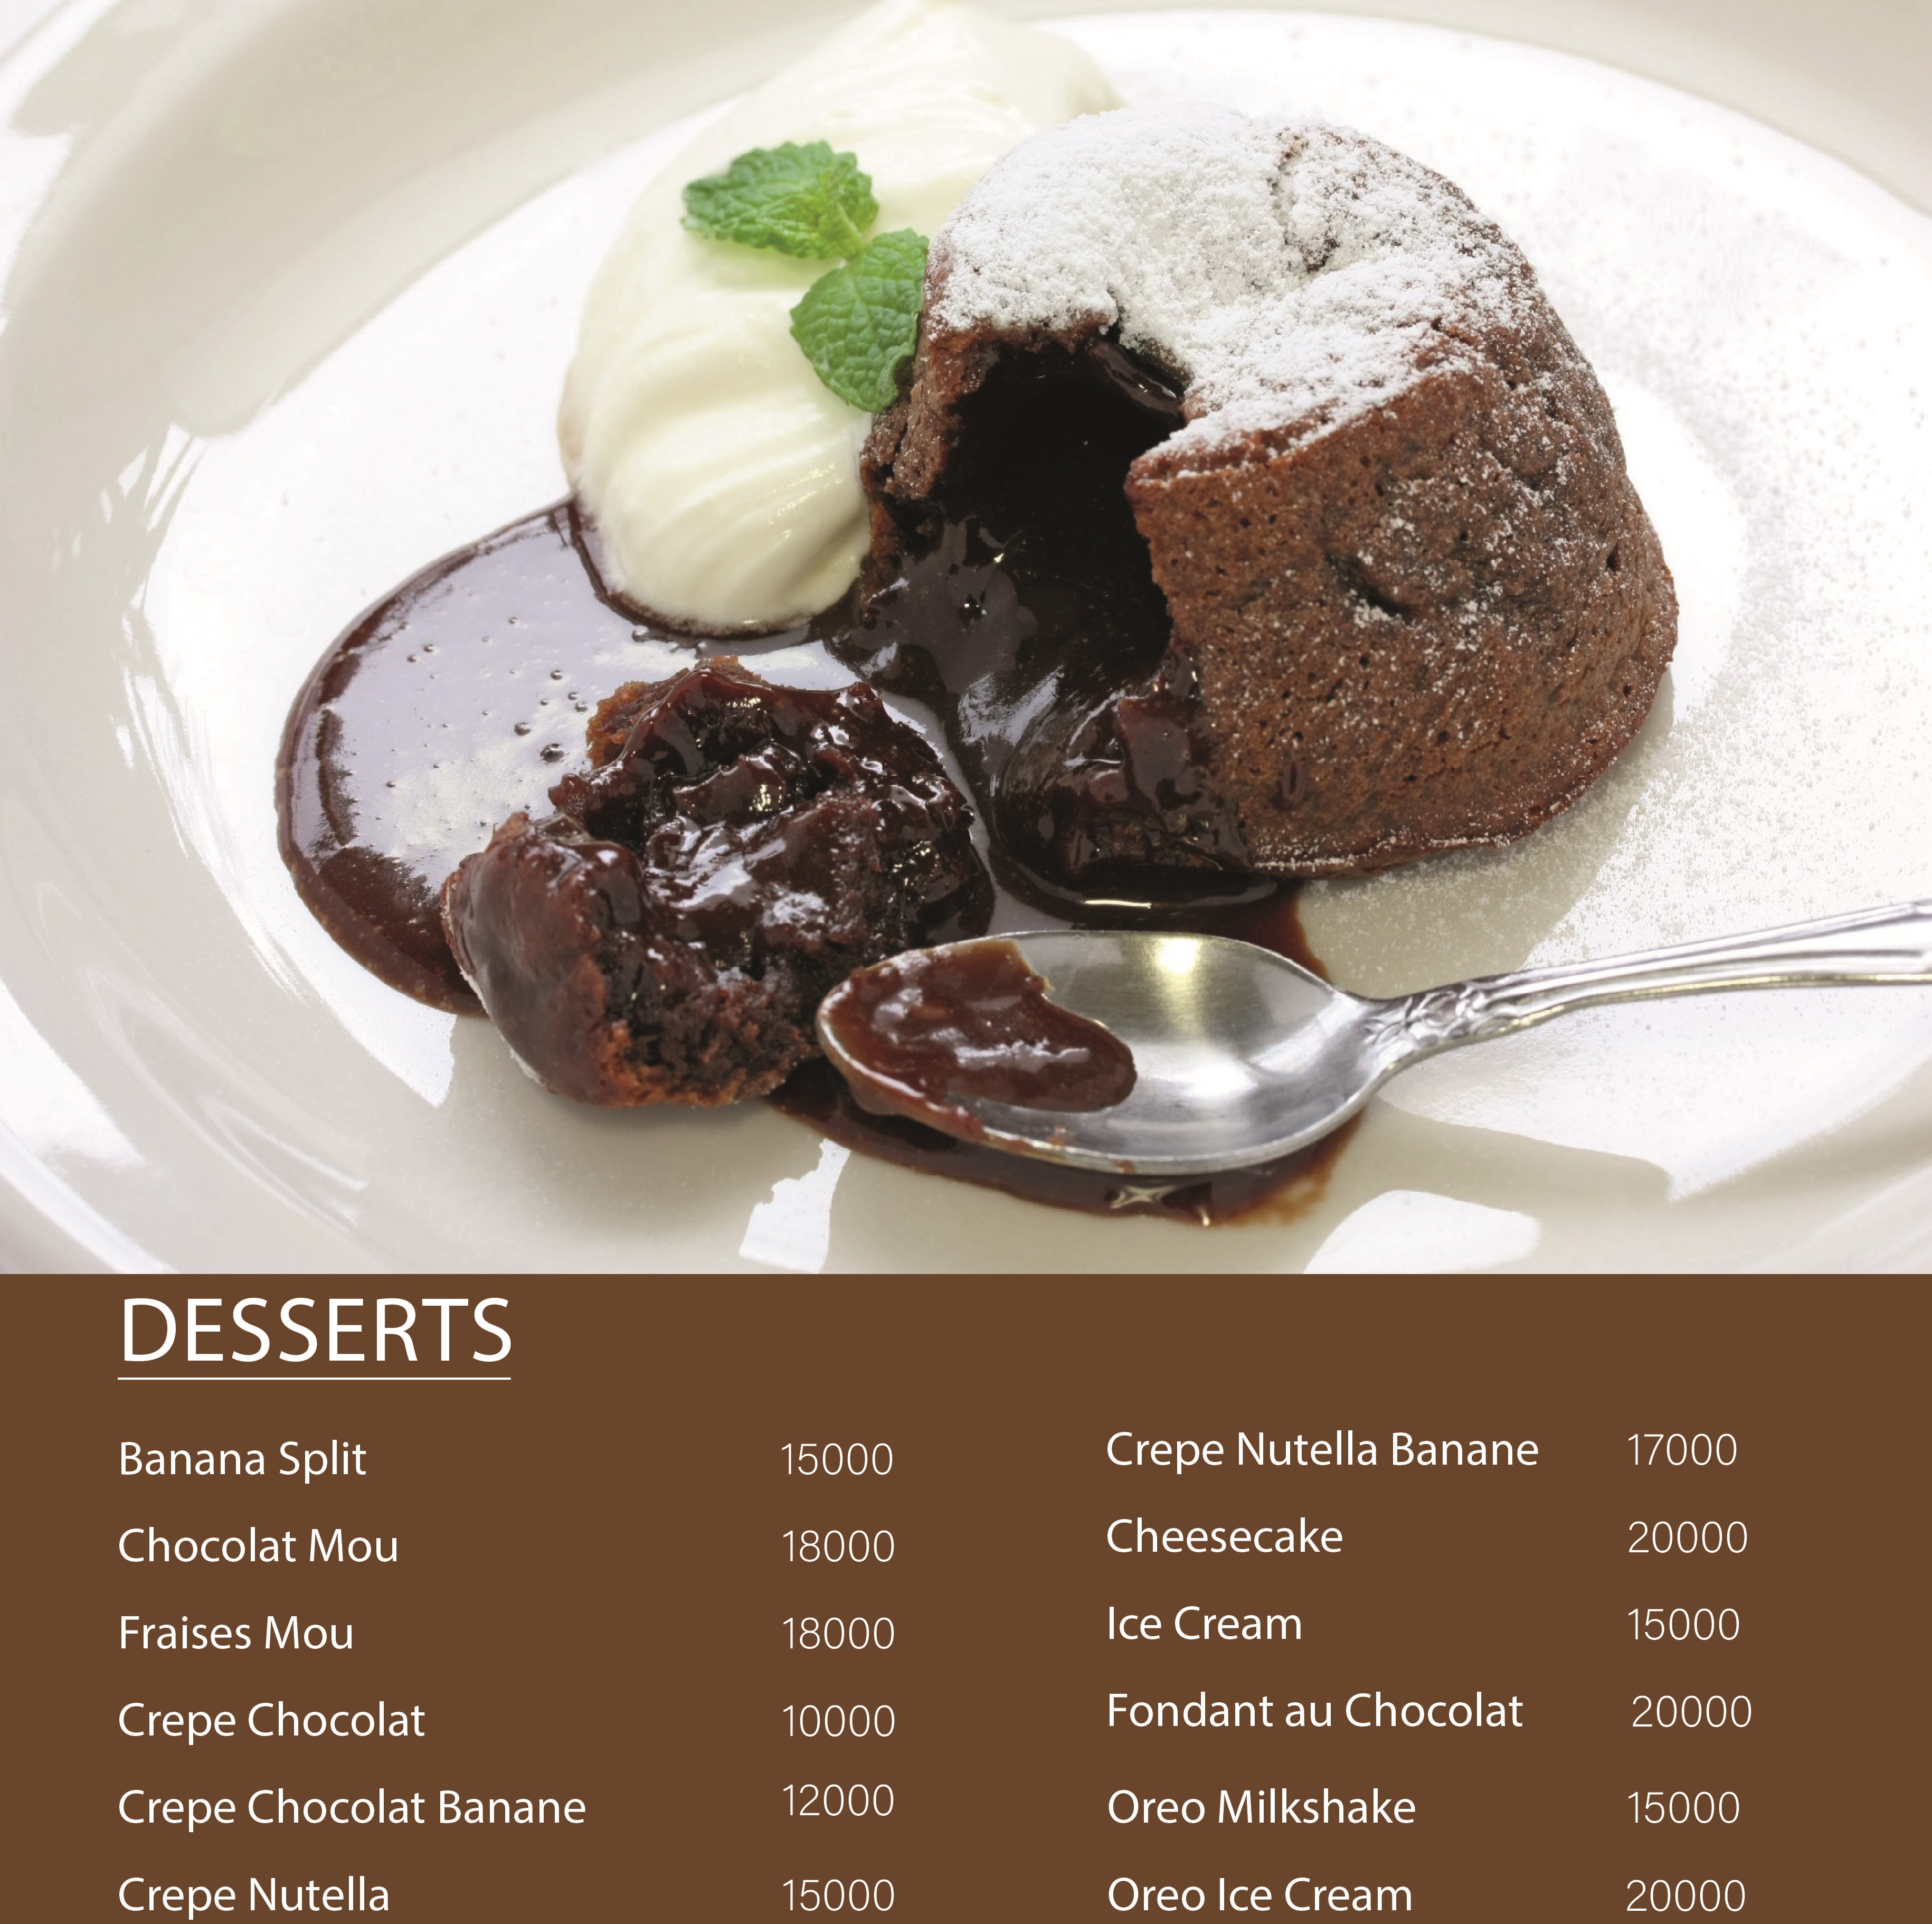 DESSERTS
Banana Split 15000
Chocolat Mou 18000
Fraises Mou 18000
Crepe Chocolat 10000
Crepe Chocolat Banane 12000
Crepe Nutella 15000
Crepe Nutella Banane 17000
Cheesecake 20000
Ice Cream 15000
Fondant au Chocolat 20000
Oreo Milkshake 15000
Oreo Ice Cream 20000